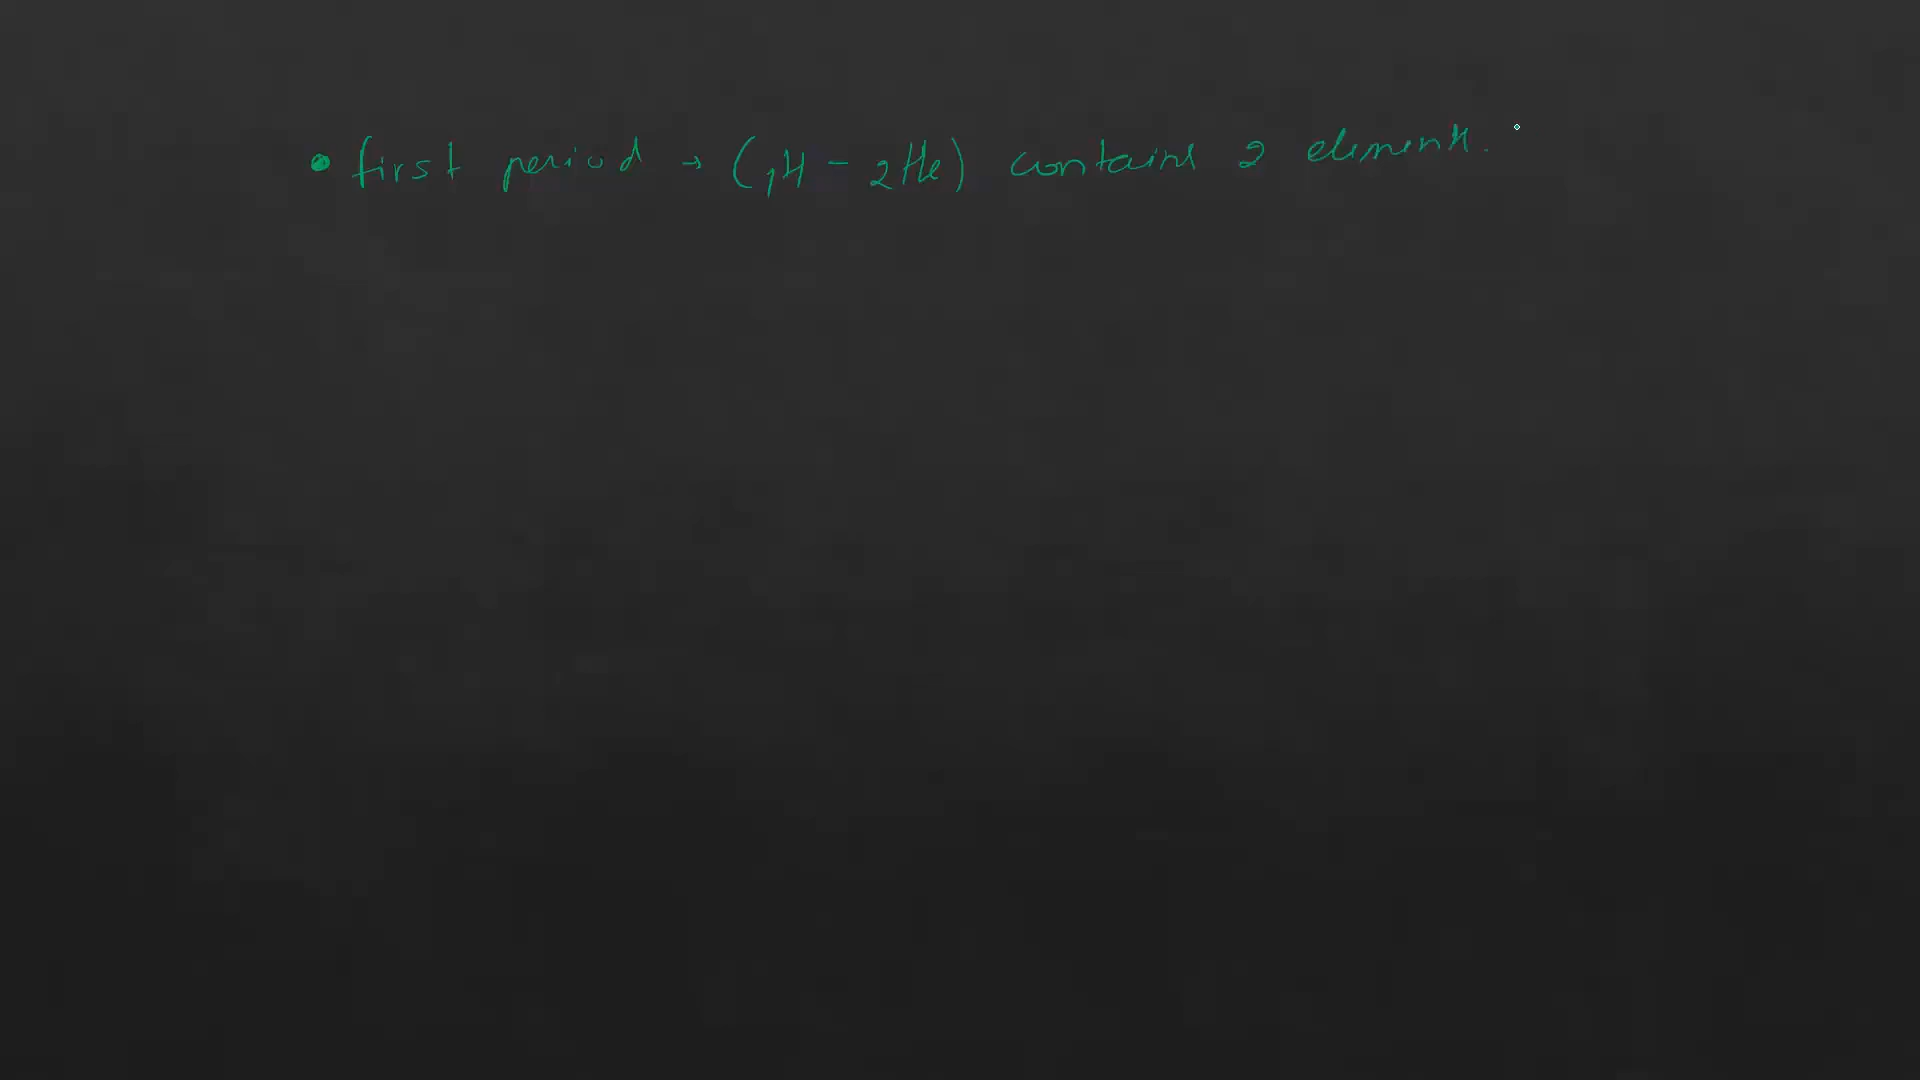 • first period → (₁H - ₂He) contains 2 elements.